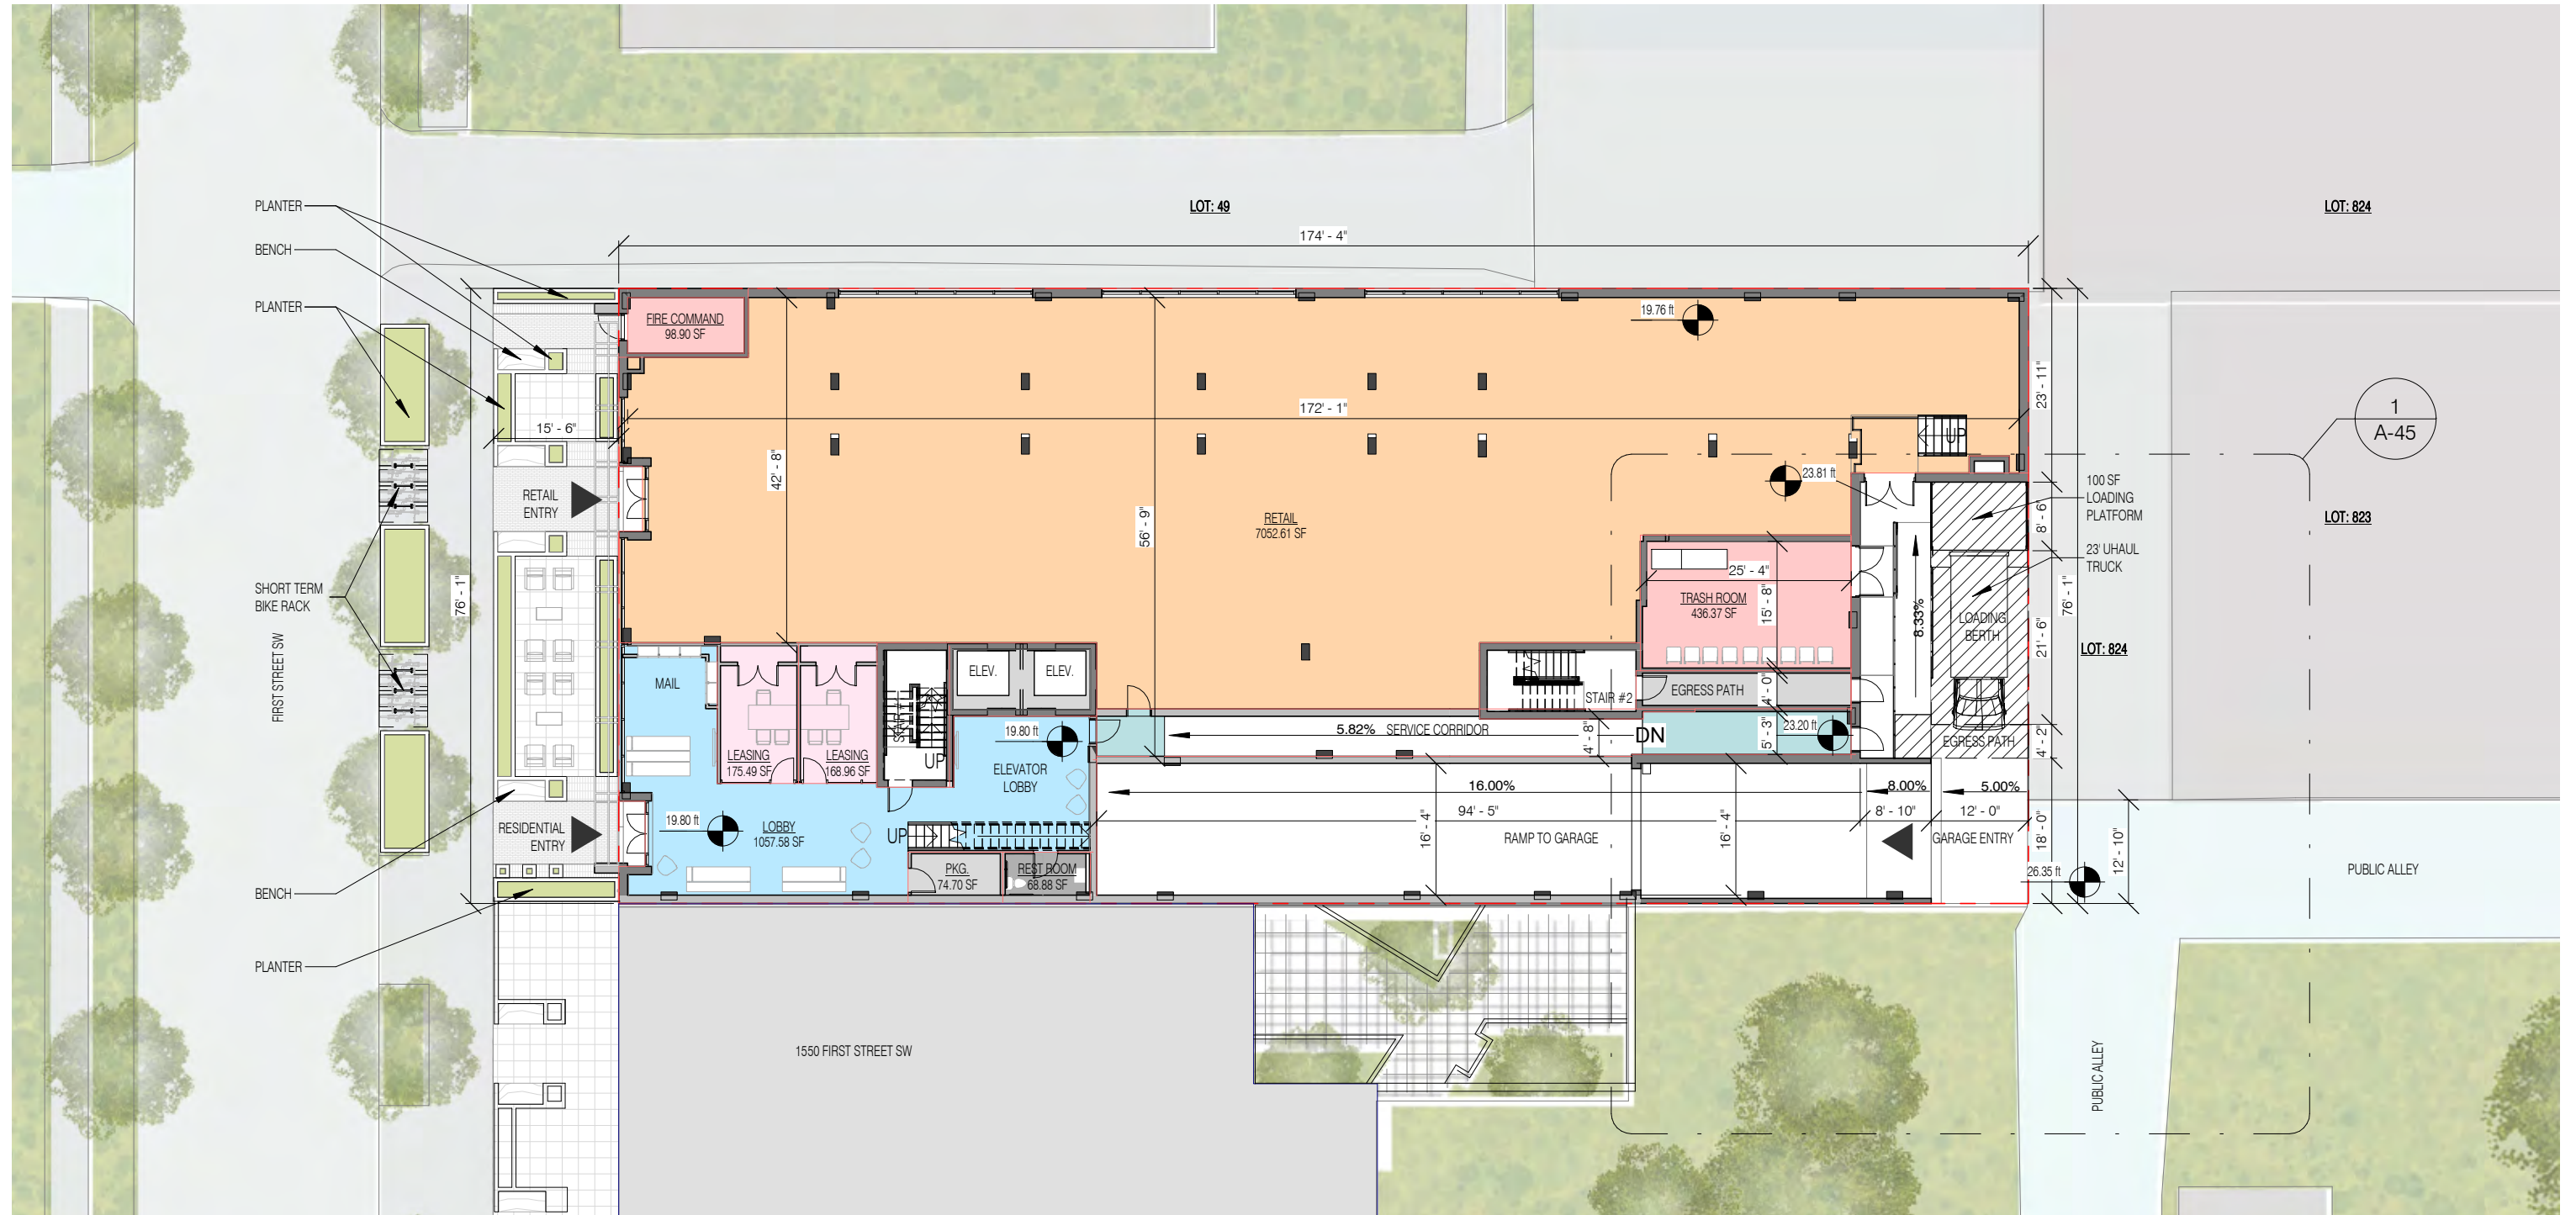 PLANTER
LOT: 49
LOT: 824
BENCH
174' - 4"
PLANTER
FIRE COMMAND
98.90 SF
19.76 ft
23' - 11"
1
A-45
172' - 1"
15' - 6"
UP
42' - 8"
23.81 ft
100 SF
LOADING
PLATFORM
RETAIL
ENTRY
RETAIL
7052.61 SF
56' - 9"
8' - 6"
LOT: 823
23' UHAUL
TRUCK
25' - 4"
TRASH ROOM
436.37 SF
15' - 8"
8.33%
LOADING
BERTH
76' - 1"
76' - 1"
SHORT TERM
BIKE RACK
FIRST STREET SW
21' - 6"
LOT: 824
MAIL
ELEV.
ELEV.
STAIR #2
EGRESS PATH
4' - 0"
LEASING
175.49 SF
LEASING
168.96 SF
UP
19.80 ft
5.82%
SERVICE CORRIDOR
4' - 8"
DN
5' - 3"
23.20 ft
EGRESS PATH
4' - 2"
ELEVATOR
LOBBY
16.00%
8.00%
5.00%
94' - 5"
8' - 10"
12' - 0"
RESIDENTIAL
ENTRY
19.80 ft
LOBBY
1057.58 SF
UP
16' - 4"
RAMP TO GARAGE
16' - 4"
GARAGE ENTRY
18' - 0"
12' - 10"
PKG.
74.70 SF
REST ROOM
68.88 SF
26.35 ft
PUBLIC ALLEY
BENCH
PLANTER
1550 FIRST STREET SW
PUBLIC ALLEY